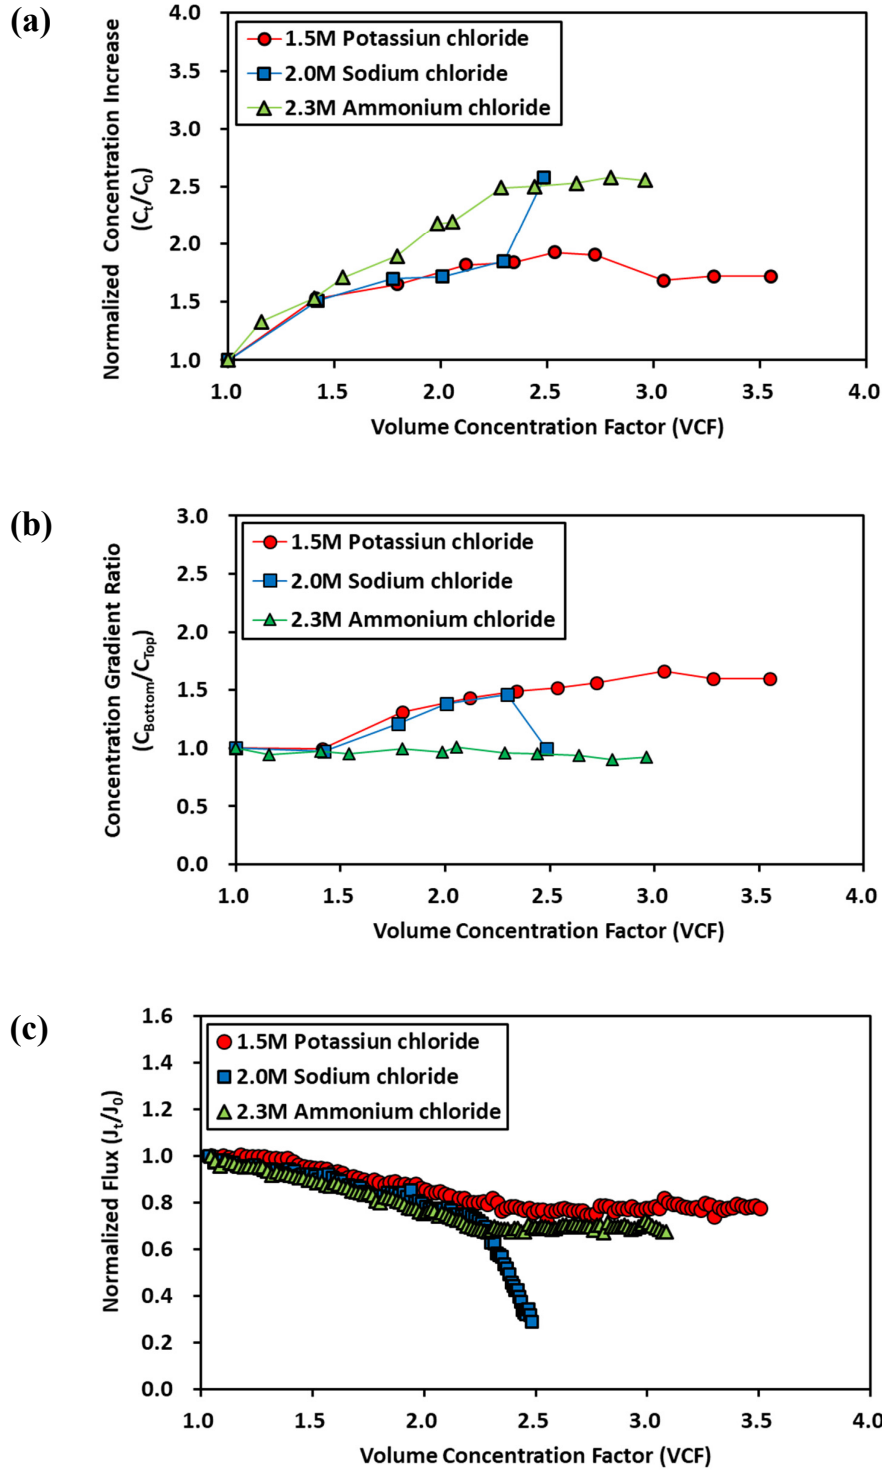 (a)
4.0
3.5
3.0
2.5
2.0
1.5
1.0
Normalized Concentration Increase
(Ct/C0)
1.5M Potassiun chloride
2.0M Sodium chloride
2.3M Ammonium chloride
1.0 1.5 2.0 2.5 3.0 3.5 4.0
Volume Concentration Factor (VCF)
(b)
3.0
2.5
2.0
1.5
1.0
0.5
0.0
Concentration Gradient Ratio
(CBottom/CTop)
1.5M Potassiun chloride
2.0M Sodium chloride
2.3M Ammonium chloride
1.0 1.5 2.0 2.5 3.0 3.5 4.0
Volume Concentration Factor (VCF)
(c)
1.6
1.4
1.2
1.0
0.8
0.6
0.4
0.2
0.0
Normalized Flux (Jt/J0)
1.5M Potassiun chloride
2.0M Sodium chloride
2.3M Ammonium chloride
1.0 1.5 2.0 2.5 3.0 3.5 4.0
Volume Concentration Factor (VCF)